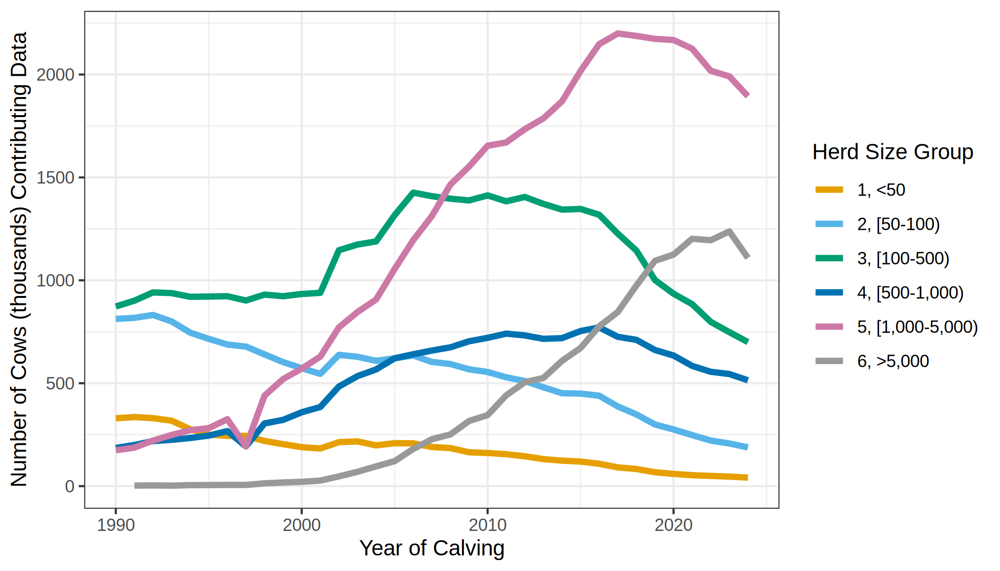 Number of Cows (thousands) Contributing Data
2000
1500
1000
500
0
1990 2000 2010 2020
Year of Calving
Herd Size Group
1, <50
2, [50-100)
3, [100-500)
4, [500-1,000)
5, [1,000-5,000)
6, >5,000